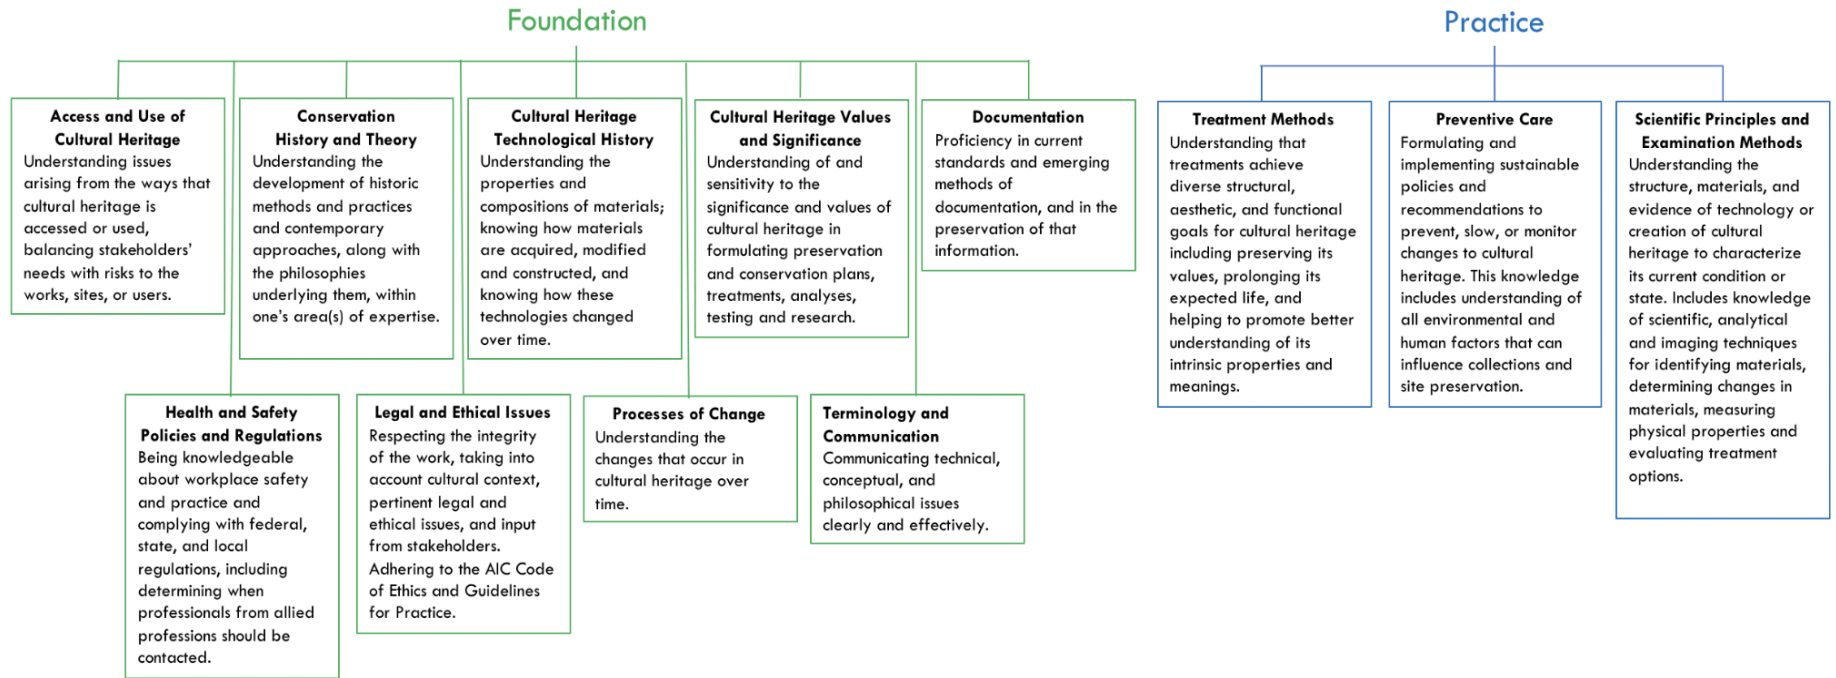 Foundation
Access and Use of
Cultural Heritage
Understanding issues
arising from the ways that
cultural heritage is
accessed or used,
balancing stakeholders'
needs with risks to the
works, sites, or users.
Conservation
History and Theory
Understanding the
development of historic
methods and practices
and contemporary
approaches, along with
the philosophies
underlying them, within
one's area(s) of expertise.
Cultural Heritage
Technological History
Understanding the
properties and
compositions of materials;
knowing how materials
are acquired, modified
and constructed, and
knowing how these
technologies changed
over time.
Cultural Heritage Values
and Significance
Understanding of and
sensitivity to the
significance and values of
cultural heritage in
formulating preservation
and conservation plans,
treatments, analyses,
testing and research.
Documentation
Proficiency in current
standards and emerging
methods of
documentation, and in the
preservation of that
information.
Health and Safety
Policies and Regulations
Being knowledgeable
about workplace safety
and practice and
complying with federal,
state, and local
regulations, including
determining when
professionals from allied
professions should be
contacted.
Legal and Ethical Issues
Respecting the integrity
of the work, taking into
account cultural context,
pertinent legal and
ethical issues, and input
from stakeholders.
Adhering to the AIC Code
of Ethics and Guidelines
for Practice.
Processes of Change
Understanding the
changes that occur in
cultural heritage over
time.
Terminology and
Communication
Communicating technical,
conceptual, and
philosophical issues
clearly and effectively.
Practice
Treatment Methods
Understanding that
treatments achieve
diverse structural,
aesthetic, and functional
goals for cultural heritage
including preserving its
values, prolonging its
expected life, and
helping to promote better
understanding of its
intrinsic properties and
meanings.
Preventive Care
Formulating and
implementing sustainable
policies and
recommendations to
prevent, slow, or monitor
changes to cultural
heritage. This knowledge
includes understanding of
all environmental and
human factors that can
influence collections and
site preservation.
Scientific Principles and
Examination Methods
Understanding the
structure, materials, and
evidence of technology or
creation of cultural
heritage to characterize
its current condition or
state. Includes knowledge
of scientific, analytical
and imaging techniques
for identifying materials,
determining changes in
materials, measuring
physical properties and
evaluating treatment
options.